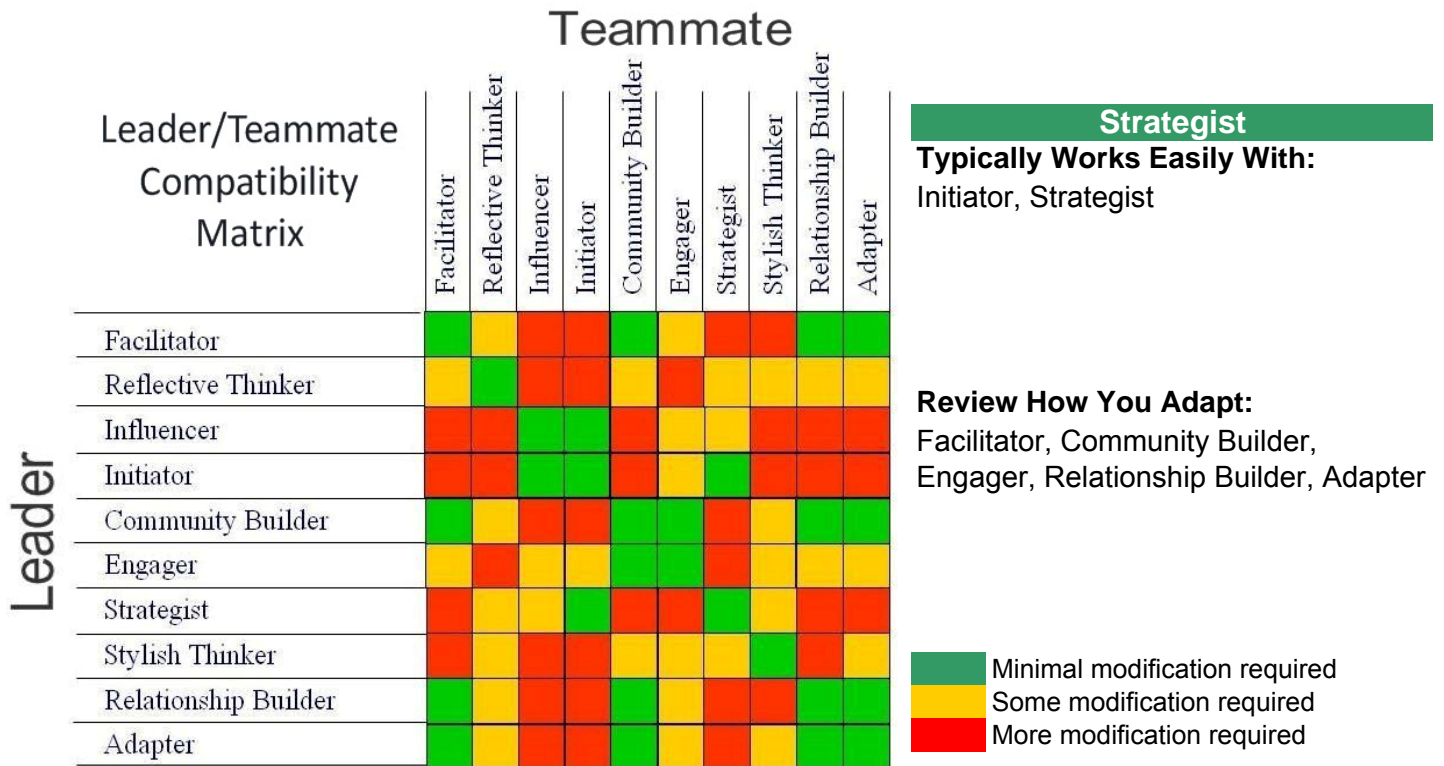 Teammate
Leader/Teammate
Compatibility
Matrix
Facilitator
Reflective Thinker
Influencer
Initiator
Community Builder
Engager
Strategist
Stylish Thinker
Relationship Builder
Adapter
Leader
Facilitator
Reflective Thinker
Influencer
Initiator
Community Builder
Engager
Strategist
Stylish Thinker
Relationship Builder
Adapter
Strategist
Typically Works Easily With:
Initiator, Strategist
Review How You Adapt:
Facilitator, Community Builder,
Engager, Relationship Builder, Adapter
Minimal modification required
Some modification required
More modification required